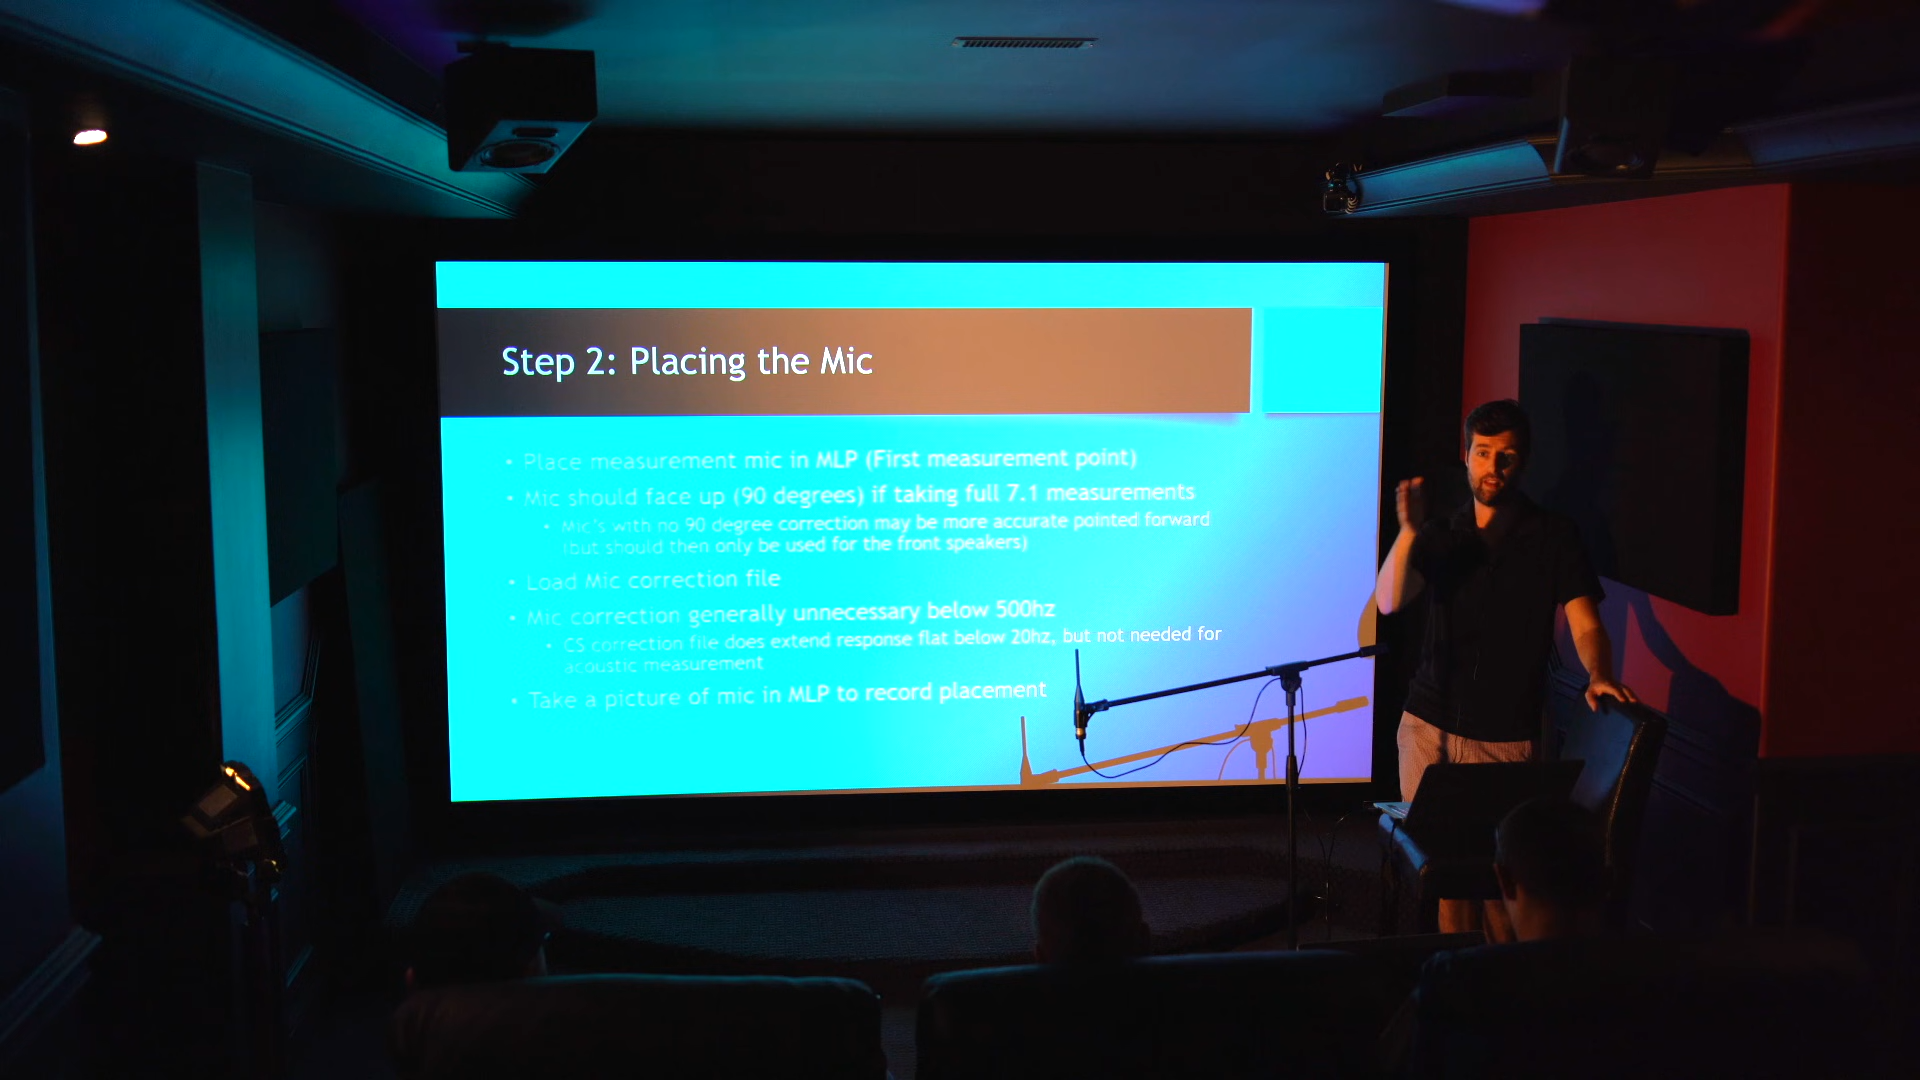 Step 2: Placing the Mic
• Place measurement mic in MLP (First measurement point)
• Mic should face up (90 degrees) if taking full 7.1 measurements
• Mic's with no 90 degree correction may be more accurate pointed forward
(but should then only be used for the front speakers)
• Load Mic correction file
• Mic correction generally unnecessary below 500hz
• CS correction file does extend response flat below 20hz, but not needed for
acoustic measurement
• Take a picture of mic in MLP to record placement